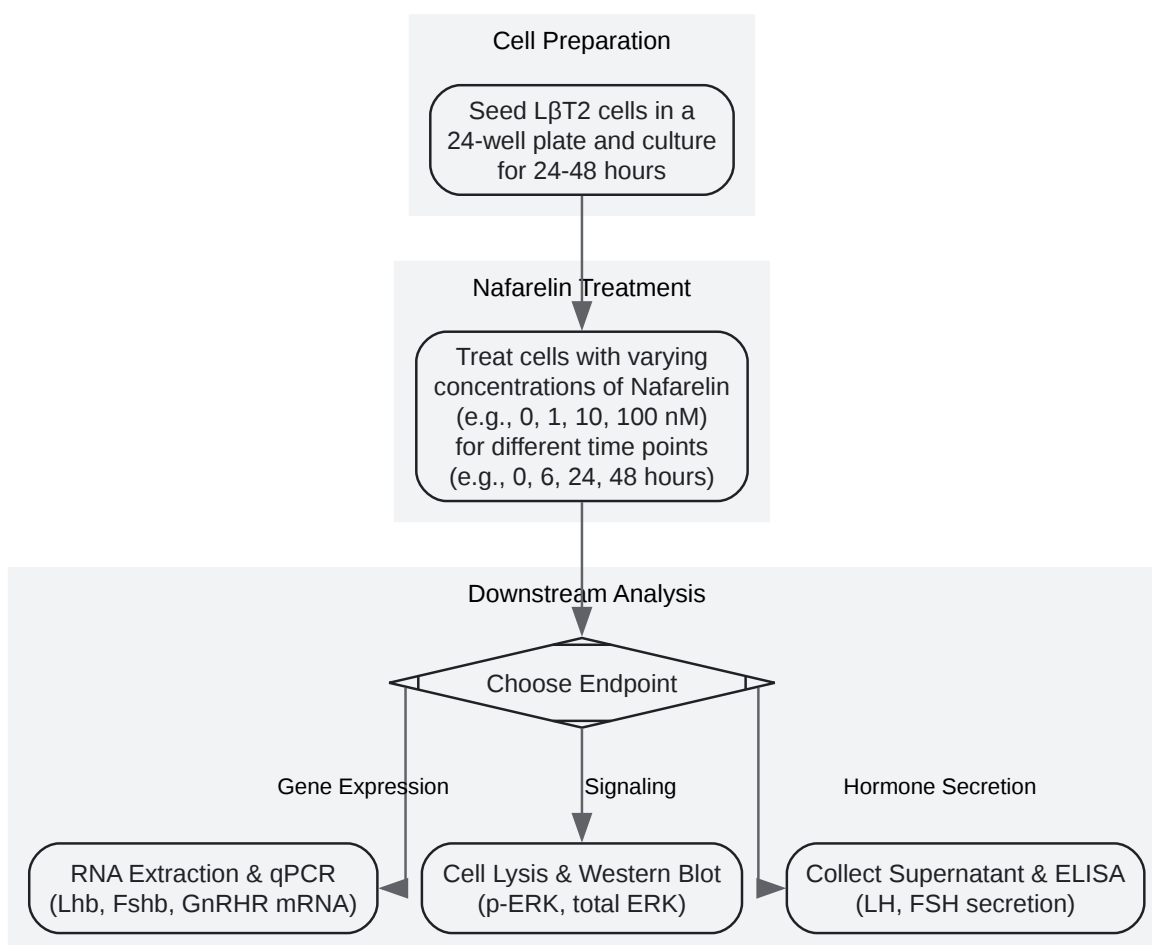 Cell Preparation
Seed LβT2 cells in a
24-well plate and culture
for 24-48 hours
Nafarelin Treatment
Treat cells with varying
concentrations of Nafarelin
(e.g., 0, 1, 10, 100 nM)
for different time points
(e.g., 0, 6, 24, 48 hours)
Downstream Analysis
Choose Endpoint
Gene Expression
Signaling
Hormone Secretion
RNA Extraction & qPCR
(Lhb, Fshb, GnRHR mRNA)
Cell Lysis & Western Blot
(p-ERK, total ERK)
Collect Supernatant & ELISA
(LH, FSH secretion)